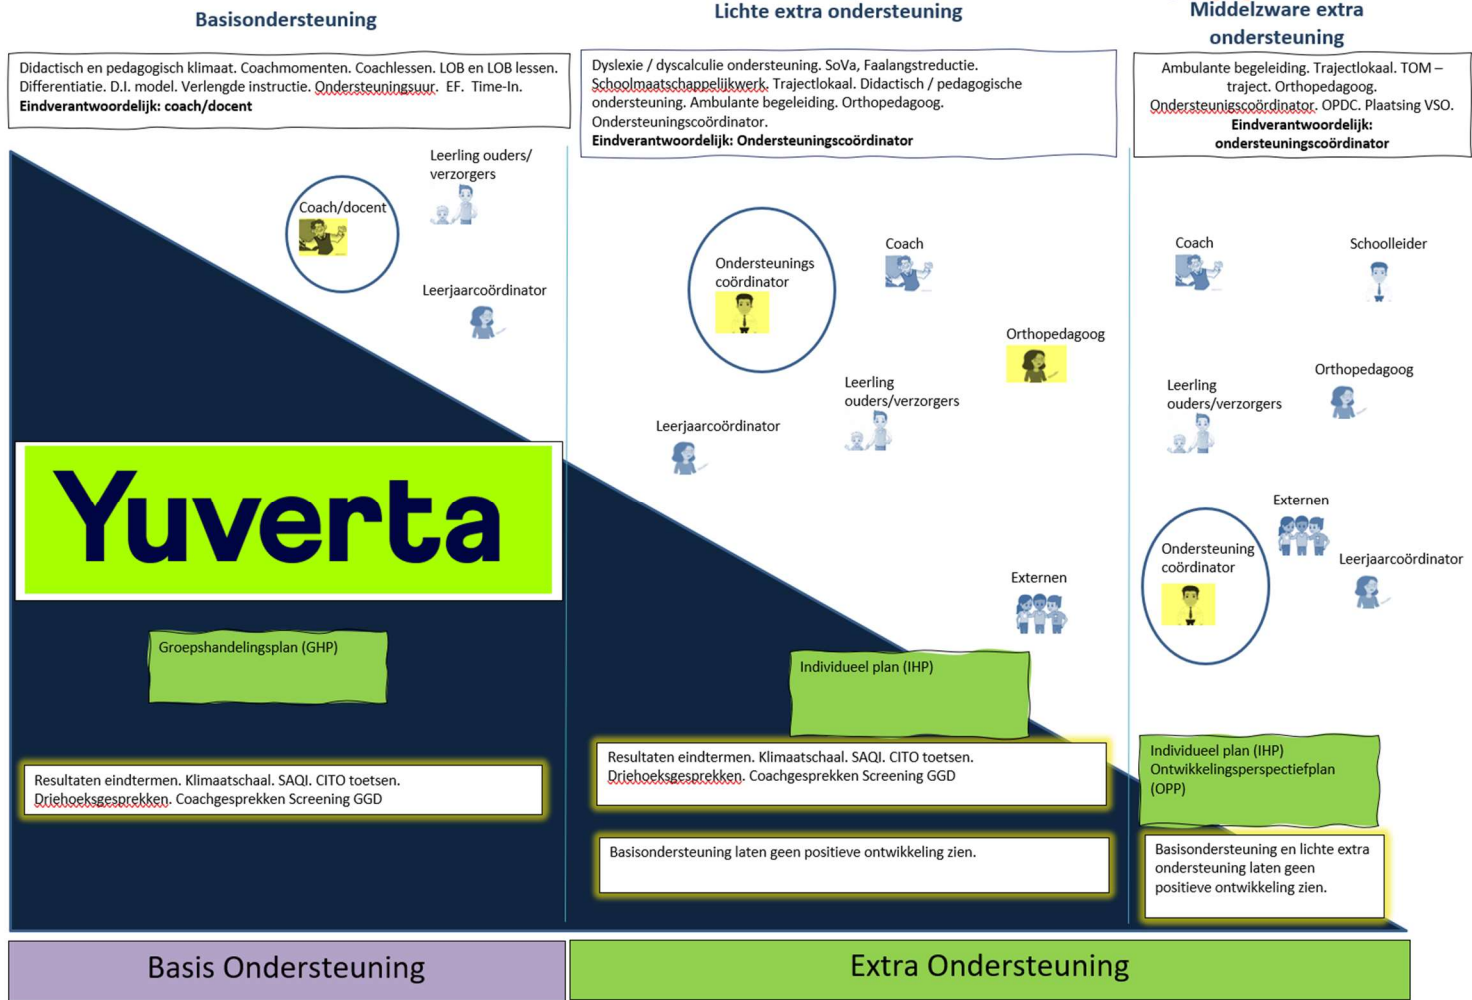 Basisondersteuning
Didactisch en pedagogisch klimaat. Coachmomenten. Coachlessen. LOB en LOB lessen.
Differentiatie. D.I. model. Verlengde instructie. Ondersteuningsuur. EF. Time-In.
Eindverantwoordelijk: coach/docent
Lichte extra ondersteuning
Dyslexie / dyscalculie ondersteuning. SoVa, Faalangstreductie.
Schoolmaatschappelijkwerk. Trajectlokaal. Didactisch / pedagogische
ondersteuning. Ambulante begeleiding. Orthopedagoog.
Ondersteuningscoördinator.
Eindverantwoordelijk: Ondersteuningscoördinator
Middelzware extra
ondersteuning
Ambulante begeleiding. Trajectlokaal. TOM –
traject. Orthopedagoog.
Ondersteunigscoördinator. OPDC. Plaatsing VSO.
Eindverantwoordelijk:
ondersteuningscoördinator
Leerling ouders/
verzorgers
Coach/docent
Leerjaarcoördinator
Ondersteunings
coördinator
Coach
Orthopedagoog
Leerling
ouders/verzorgers
Leerjaarcoördinator
Externen
Coach
Schoolleider
Orthopedagoog
Leerling
ouders/verzorgers
Externen
Ondersteuning
coördinator
Leerjaarcoördinator
Yuverta
Groepshandelingsplan (GHP)
Resultaten eindtermen. Klimaatschaal. SAQI. CITO toetsen.
Driehoeksgesprekken. Coachgesprekken Screening GGD
Individueel plan (IHP)
Resultaten eindtermen. Klimaatschaal. SAQI. CITO toetsen.
Driehoeksgesprekken. Coachgesprekken Screening GGD
Basisondersteuning laten geen positieve ontwikkeling zien.
Individueel plan (IHP)
Ontwikkelingsperspectiefplan
(OPP)
Basisondersteuning en lichte extra
ondersteuning laten geen
positieve ontwikkeling zien.
Basis Ondersteuning
Extra Ondersteuning